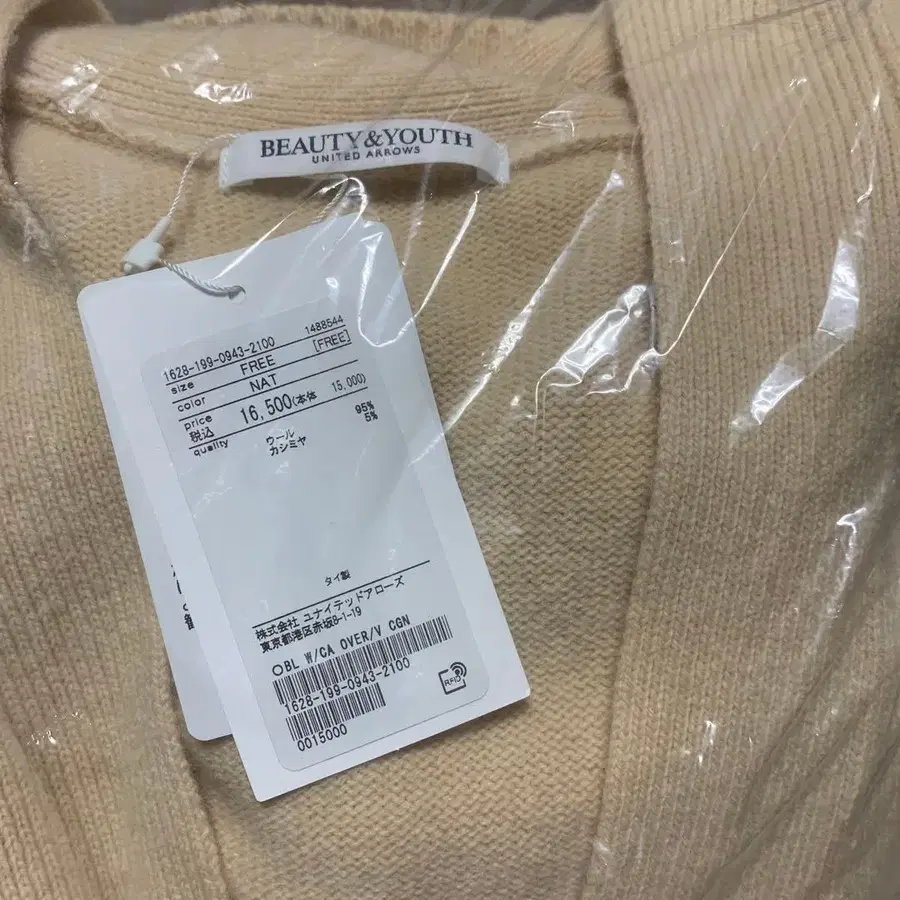 BEAUTY&YOUTH
UNITED ARROWS
1628-199-0943-2100 1488544
size FREE [FREE]
color NAT
price
税込 16,500(本体 15,000)
quality ウール 95%
カシミヤ 5%
タイ製
株式会社 ユナイテッドアローズ
東京都港区赤坂8-1-19
OBL W/CA OVER/V CGN
1628-199-0943-2100
0015000
RFID